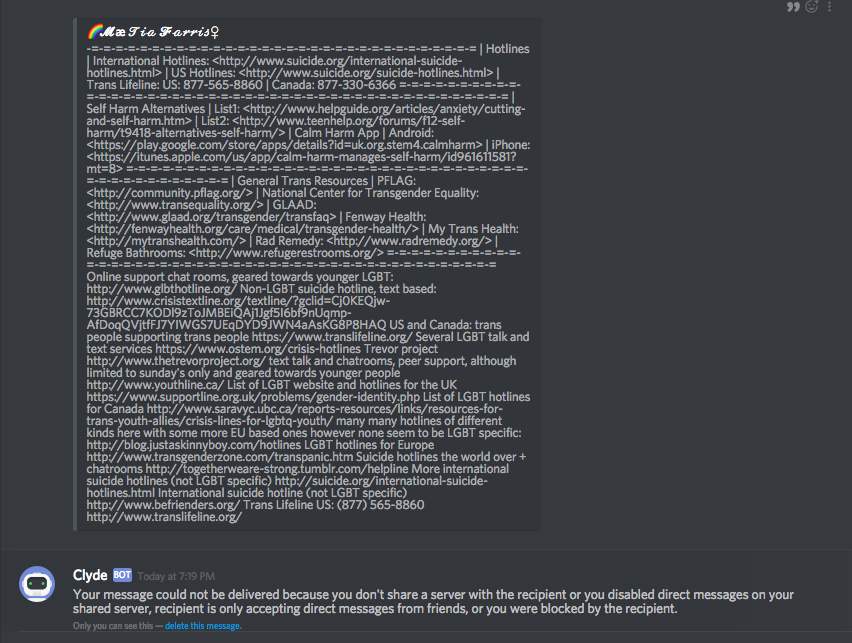 🌈𝓜æ 𝓣𝓲𝓪 𝓕𝓪𝓻𝓻𝓲𝓼♀
-=-=-=-=-=-=-=-=-=-=-=-=-=-=-=-=-=-=-=-=-=-=-=-=-=-=-=-=-=-=-= | Hotlines
| International Hotlines: <http://www.suicide.org/international-suicide-
hotlines.html> | US Hotlines: <http://www.suicide.org/suicide-hotlines.html> |
Trans Lifeline: US: 877-565-8860 | Canada: 877-330-6366 =-=-=-=-=-=-=-=-=-=-
=-=-=-=-=-=-=-=-=-=-=-=-=-=-=-=-=-=-=-=-=-=-=-=-=-=-=-=-=-=-=-=-= |
Self Harm Alternatives | List1: <http://www.helpguide.org/articles/anxiety/cutting-
and-self-harm.htm> | List2: <http://www.teenhelp.org/forums/f12-self-
harm/t9418-alternatives-self-harm/> | Calm Harm App | Android:
<https://play.google.com/store/apps/details?id=uk.org.stem4.calmharm> | iPhone:
<https://itunes.apple.com/us/app/calm-harm-manages-self-harm/id961611581?
mt=8> =-=-=-=-=-=-=-=-=-=-=-=-=-=-=-=-=-=-=-=-=-=-=-=-=-=-=-=-=-=-=-
=-=-=-=-=-=-=-=-=-=-= | General Trans Resources | PFLAG:
<http://community.pflag.org/> | National Center for Transgender Equality:
<http://www.transequality.org/> | GLAAD:
<http://www.glaad.org/transgender/transfaq> | Fenway Health:
<http://fenwayhealth.org/care/medical/transgender-health/> | My Trans Health:
<http://mytranshealth.com/> | Rad Remedy: <http://www.radremedy.org/> |
Refuge Bathrooms: <http://www.refugerestrooms.org/> =-=-=-=-=-=-=-=-=-=-=-
=-=-=-=-=-=-=-=-=-=-=-=-=-=-=-=-=-=-=-=-=-=-=-=-=-=-=-=-=-=-=
Online support chat rooms, geared towards younger LGBT:
http://www.glbthotline.org/ Non-LGBT suicide hotline, text based:
http://www.crisistextline.org/textline/?gclid=Cj0KEQjw-
73GBRCC7KODl9zToJMBEiQAj1Jgf5I6bf9nUqmp-
AfDoqQVjtfFJ7YIWGS7UEqDYD9JWN4aAsKG8P8HAQ US and Canada: trans
people supporting trans people https://www.translifeline.org/ Several LGBT talk and
text services https://www.ostem.org/crisis-hotlines Trevor project
http://www.thetrevorproject.org/ text talk and chatrooms, peer support, although
limited to sunday's only and geared towards younger people
http://www.youthline.ca/ List of LGBT website and hotlines for the UK
https://www.supportline.org.uk/problems/gender-identity.php List of LGBT hotlines
for Canada http://www.saravyc.ubc.ca/reports-resources/links/resources-for-
trans-youth-allies/crisis-lines-for-lgbtq-youth/ many many hotlines of different
kinds here with some more EU based ones however none seem to be LGBT specific:
http://blog.justaskinnyboy.com/hotlines LGBT hotlines for Europe
http://www.transgenderzone.com/transpanic.htm Suicide hotlines the world over +
chatrooms http://togetherweare-strong.tumblr.com/helpline More international
suicide hotlines (not LGBT specific) http://suicide.org/international-suicide-
hotlines.html International suicide hotline (not LGBT specific)
http://www.befrienders.org/ Trans Lifeline US: (877) 565-8860
http://www.translifeline.org/
Clyde BOT Today at 7:19 PM
Your message could not be delivered because you don't share a server with the recipient or you disabled direct messages on your
shared server, recipient is only accepting direct messages from friends, or you were blocked by the recipient.
Only you can see this — delete this message.